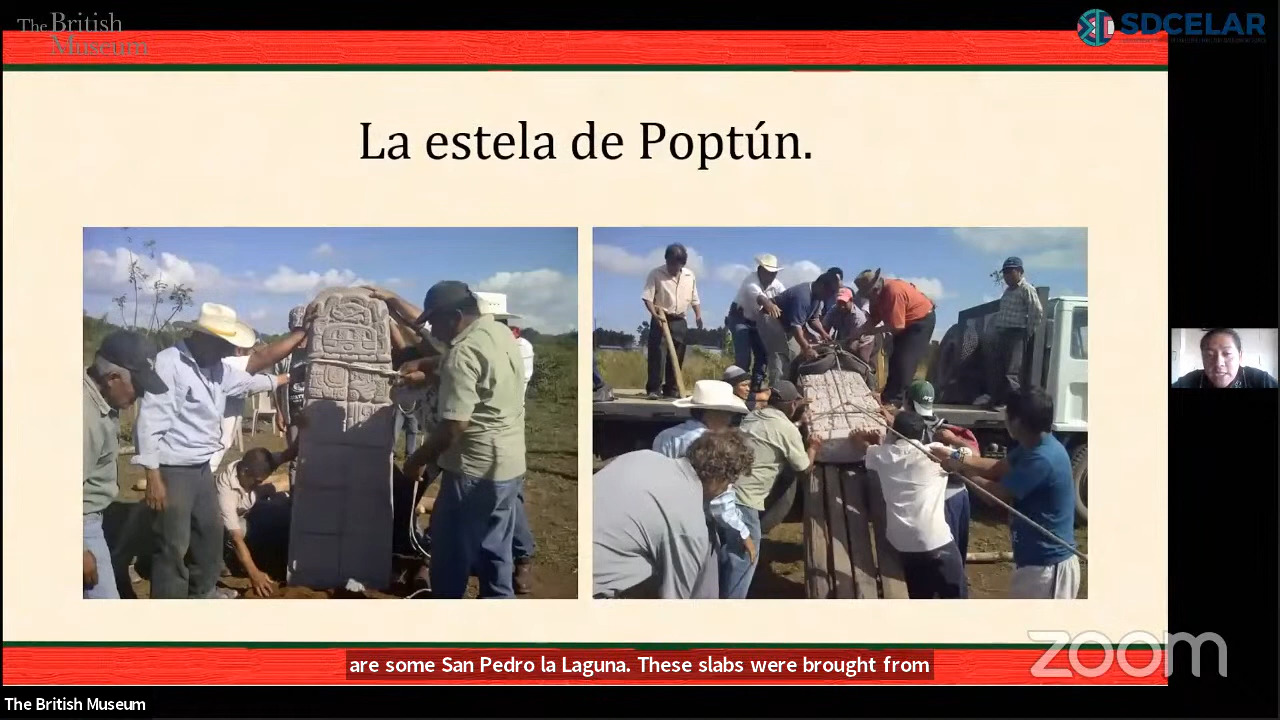 The British
Museum
SDCELAR
La estela de Poptún.
zoom
are some San Pedro la Laguna. These slabs were brought from
The British Museum